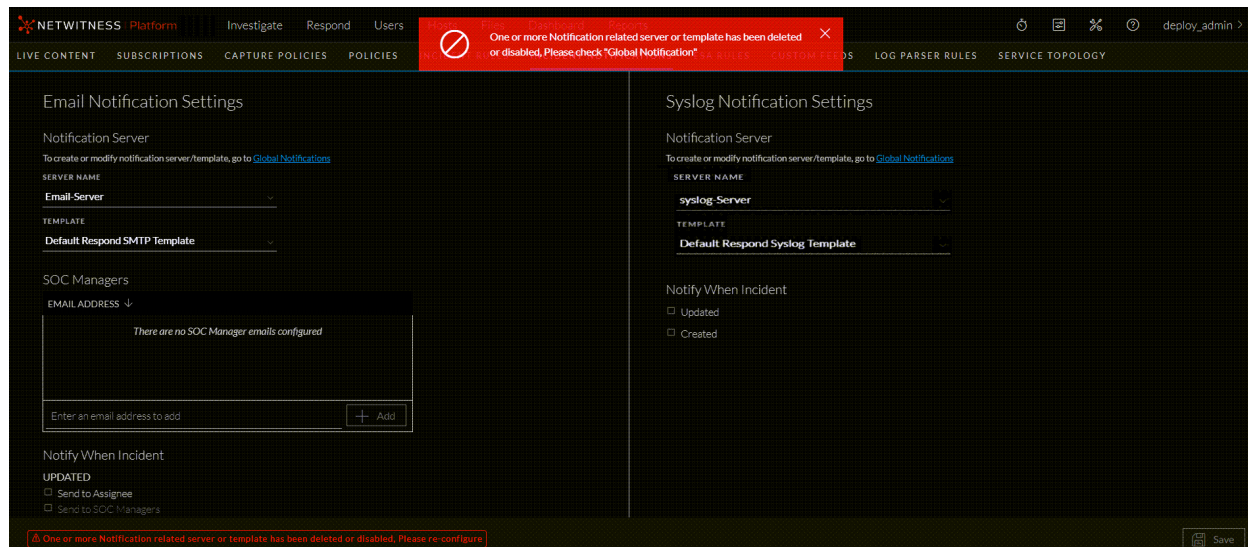 NETWITNESS Platform Investigate Respond Users Hosts Files Dashboard Reports deploy_admin >
One or more Notification related server or template has been deleted
or disabled, Please check "Global Notification"
LIVE CONTENT SUBSCRIPTIONS CAPTURE POLICIES POLICIES LOG PARSER RULES SERVICE TOPOLOGY
Email Notification Settings
Notification Server
To create or modify notification server/template, go to Global Notifications
SERVER NAME
Email-Server
TEMPLATE
Default Respond SMTP Template
SOC Managers
EMAIL ADDRESS ↓
There are no SOC Manager emails configured
Enter an email address to add + Add
Notify When Incident
UPDATED
Send to Assignee
Send to SOC Managers
Syslog Notification Settings
Notification Server
To create or modify notification server/template, go to Global Notifications
SERVER NAME
syslog-Server
TEMPLATE
Default Respond Syslog Template
Notify When Incident
Updated
Created
One or more Notification related server or template has been deleted or disabled, Please re-configure
Save